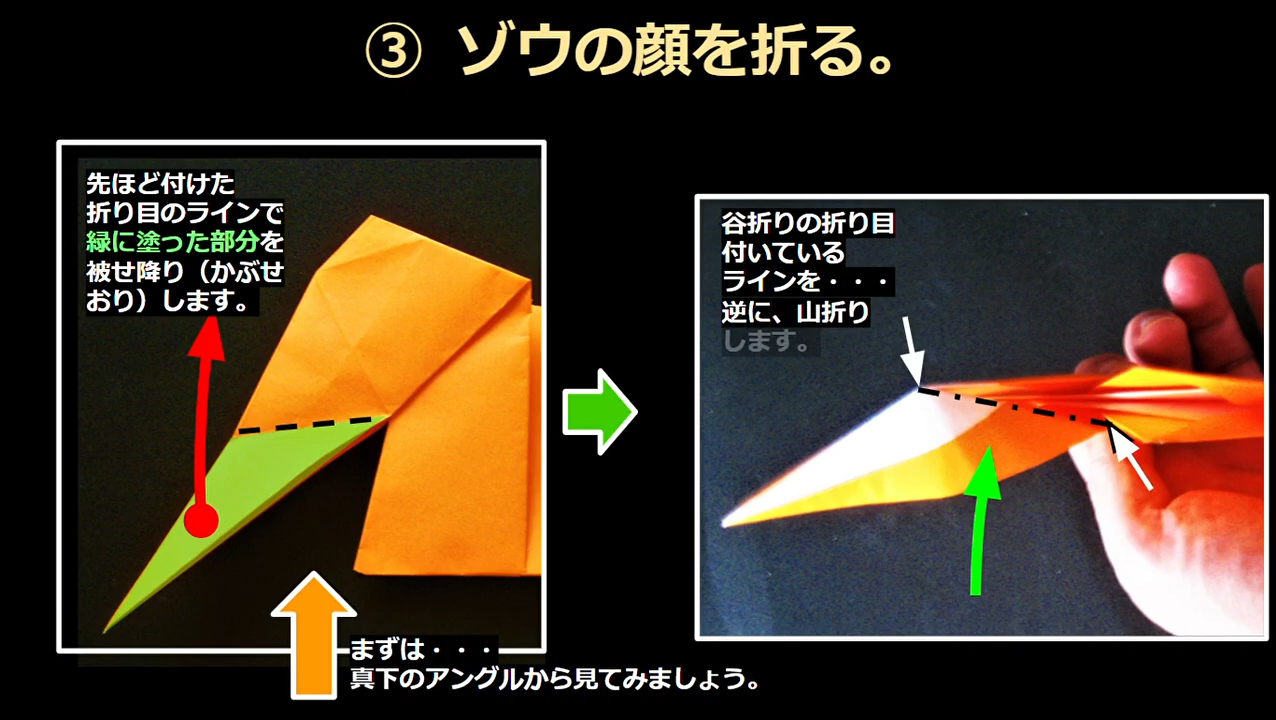 ③ ゾウの顔を折る。
先ほど付けた
折り目のラインで
緑に塗った部分を
被せ降り（かぶせ
おり）します。
まずは・・・
真下のアングルから見てみましょう。
谷折りの折り目
付いている
ラインを・・・
逆に、山折り
します。